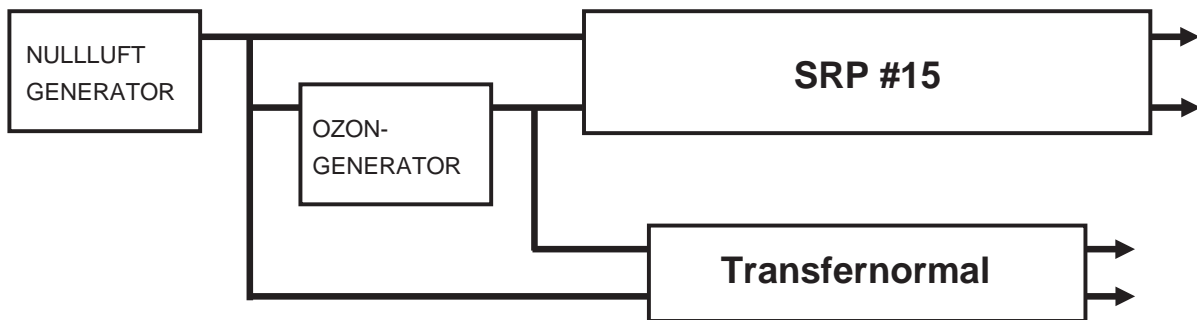 NULLLUFT
GENERATOR
SRP #15
OZON-
GENERATOR
Transfernormal